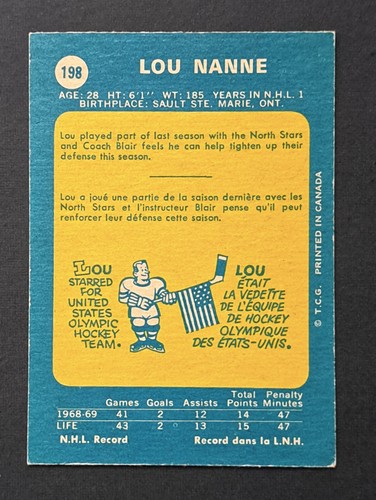 198
LOU NANNE
AGE: 28 HT: 6'1" WT: 185 YEARS IN N.H.L. 1
BIRTHPLACE: SAULT STE. MARIE, ONT.
Lou played part of last season with the North Stars
and Coach Blair feels he can help tighten up their
defense this season.
Lou a joué une partie de la saison dernière avec les
North Stars et l'instructeur Blair pense qu'il peut
renforcer leur défense cette saison.
LOU
STARRED
FOR
UNITED
STATES
OLYMPIC
HOCKEY
TEAM.
LOU
ÉTAIT
LA VEDETTE
DE L'ÉQUIPE
DE HOCKEY
OLYMPIQUE
DES ÉTATS-UNIS.
© T.C.G. PRINTED IN CANADA
Games Goals Assists Total Points Penalty Minutes
1968-69 41 2 12 14 47
LIFE 43 2 13 15 47
N.H.L. Record Record dans la L.N.H.